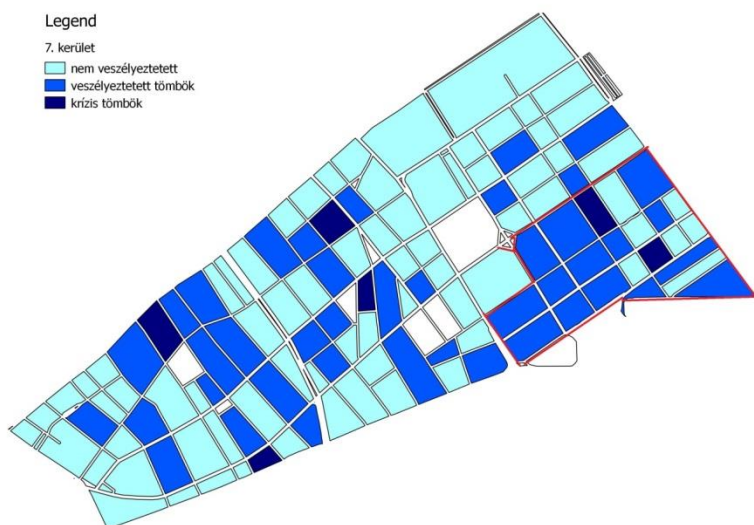 Legend
7. kerület
nem veszélyeztetett
veszélyeztetett tömbök
krízis tömbök